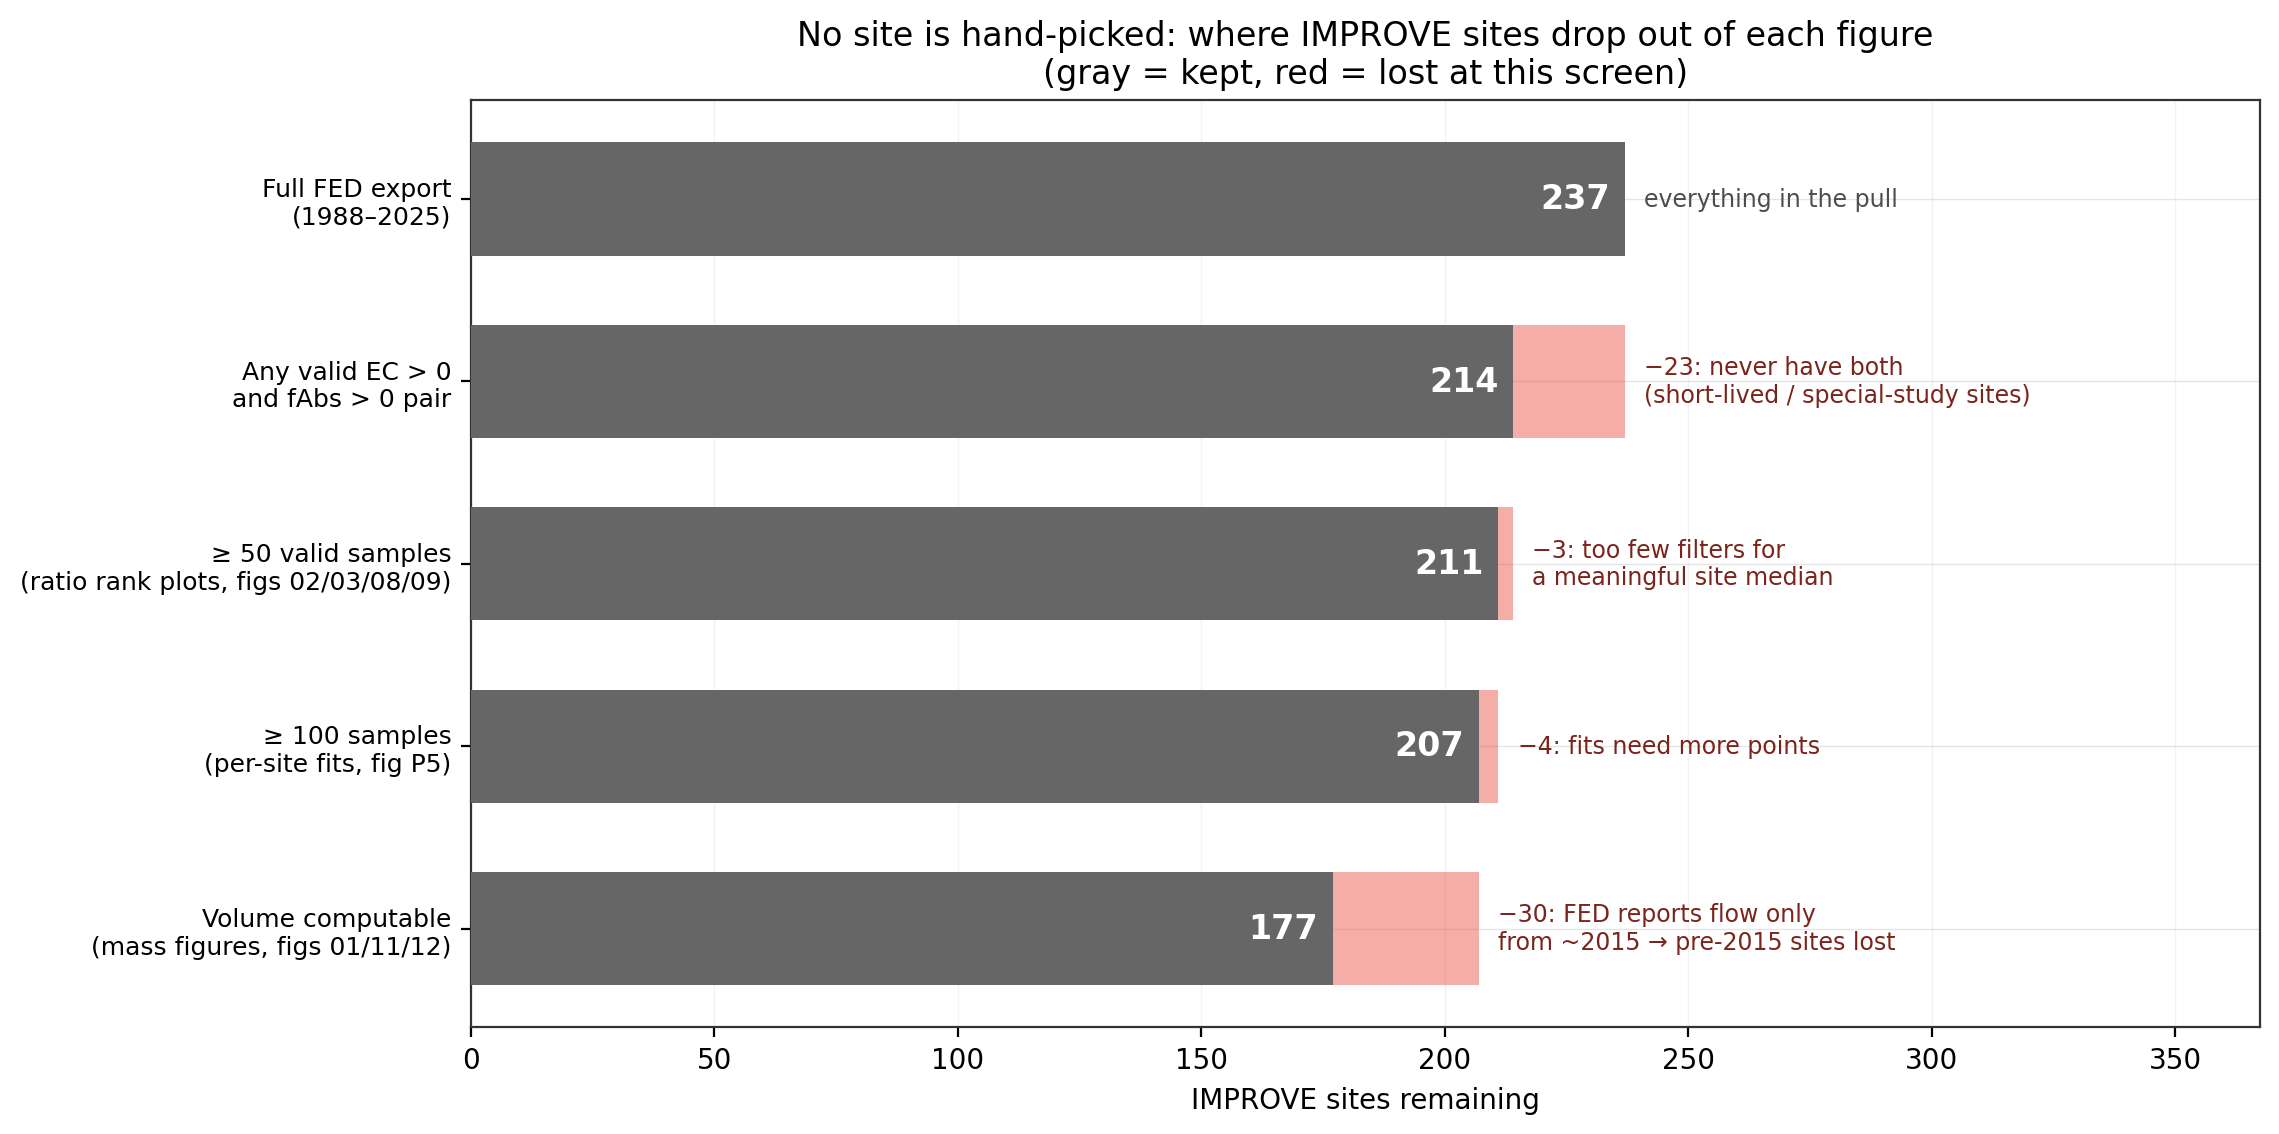 No site is hand-picked: where IMPROVE sites drop out of each figure
(gray = kept, red = lost at this screen)
Full FED export
(1988–2025)
237
everything in the pull
Any valid EC > 0
and fAbs > 0 pair
214
−23: never have both
(short-lived / special-study sites)
≥ 50 valid samples
(ratio rank plots, figs 02/03/08/09)
211
−3: too few filters for
a meaningful site median
≥ 100 samples
(per-site fits, fig P5)
207
−4: fits need more points
Volume computable
(mass figures, figs 01/11/12)
177
−30: FED reports flow only
from ~2015 → pre-2015 sites lost
0 50 100 150 200 250 300 350
IMPROVE sites remaining